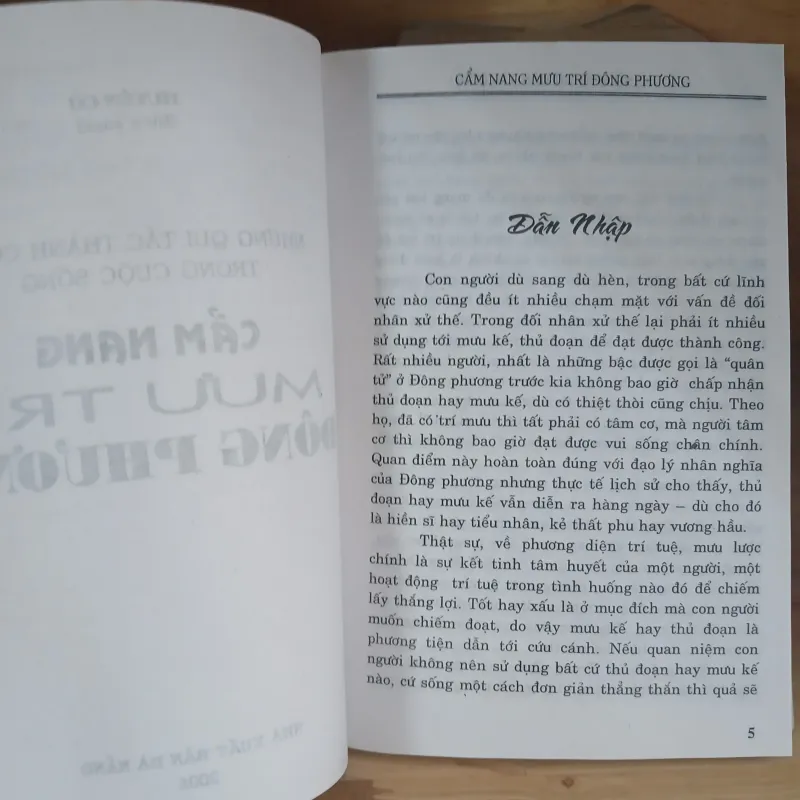 CẨM NANG MƯU TRÍ ĐÔNG PHƯƠNG
Dẫn Nhập
Con người dù sang dù hèn, trong bất cứ lĩnh
vực nào cũng đều ít nhiều chạm mặt với vấn đề đối
nhân xử thế. Trong đối nhân xử thế lại phải ít nhiều
sử dụng tới mưu kế, thủ đoạn để đạt được thành công.
Rất nhiều người, nhất là những bậc được gọi là “quân
tử” ở Đông phương trước kia không bao giờ chấp nhận
thủ đoạn hay mưu kế, dù có thiệt thòi cũng chịu. Theo
họ, đã có trí mưu thì tất phải có tâm cơ, mà người tâm
cơ thì không bao giờ đạt được vui sống chân chính.
Quan điểm này hoàn toàn đúng với đạo lý nhân nghĩa
của Đông phương nhưng thực tế lịch sử cho thấy, thủ
đoạn hay mưu kế vẫn diễn ra hàng ngày – dù cho đó
là hiền sĩ hay tiểu nhân, kẻ thất phu hay vương hầu.
Thật sự, về phương diện trí tuệ, mưu lược
chính là sự kết tinh tâm huyết của một người, một
hoạt động trí tuệ trong tình huống nào đó để chiếm
lấy thắng lợi. Tốt hay xấu là ở mục đích mà con người
muốn chiếm đoạt, do vậy mưu kế hay thủ đoạn là
phương tiện dẫn tới cứu cánh. Nếu quan niệm con
người không nên sử dụng bất cứ thủ đoạn hay mưu kế
nào, cứ sống một cách đơn giản thẳng thắn thì quả sẽ
5
CẨM NANG
MƯU TR
ĐÔNG PHƯƠN